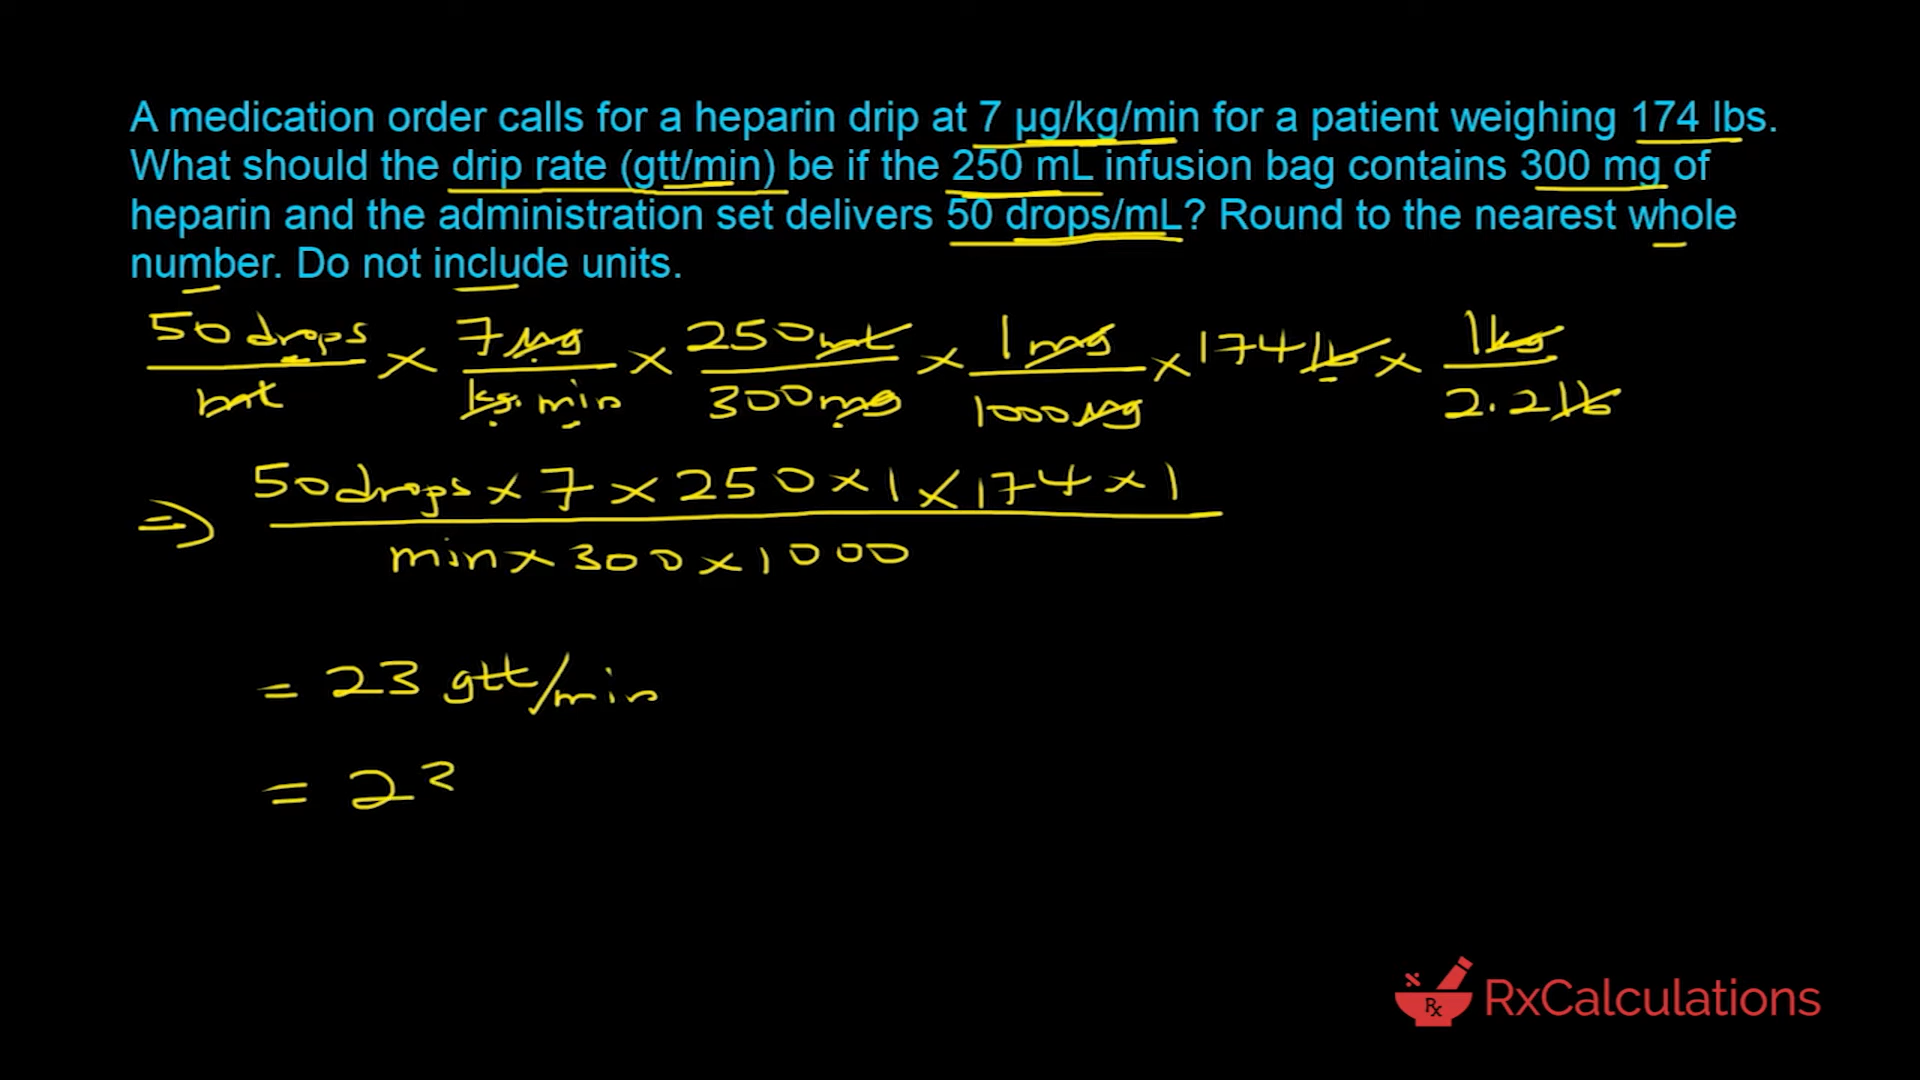 A medication order calls for a heparin drip at 7 µg/kg/min for a patient weighing 174 lbs.
What should the drip rate (gtt/min) be if the 250 mL infusion bag contains 300 mg of
heparin and the administration set delivers 50 drops/mL? Round to the nearest whole
number. Do not include units.
50 drops/mL × 7 µg/kg. min × 250 mL/300 mg × 1 mg/1000 µg × 174 lb × 1 kg/2.2 lb
⇒ 50 drops × 7 × 250 × 1 × 174 × 1
min × 300 × 1000
= 23 gtt/min
= 23
Rx RxCalculations